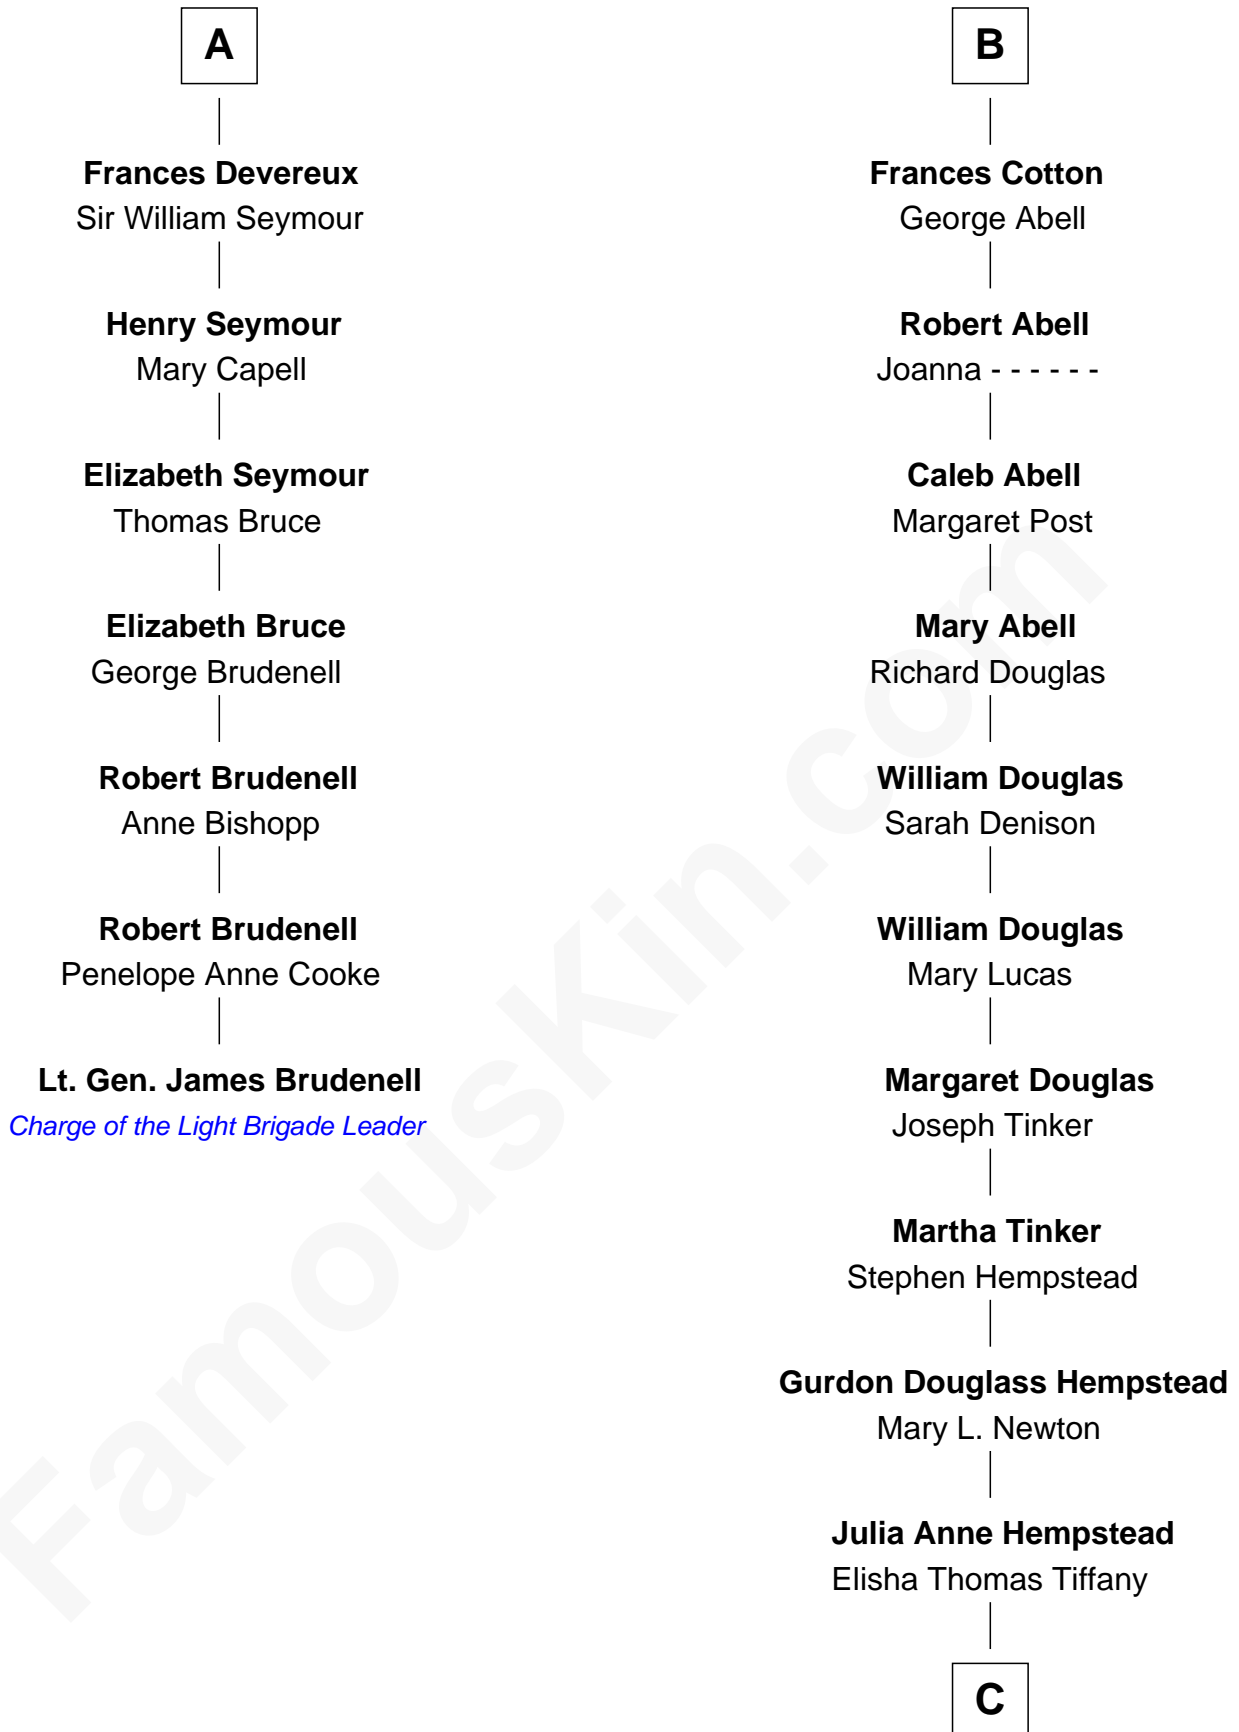 A
Frances Devereux
Sir William Seymour
Henry Seymour
Mary Capell
Elizabeth Seymour
Thomas Bruce
Elizabeth Bruce
George Brudenell
Robert Brudenell
Anne Bishopp
Robert Brudenell
Penelope Anne Cooke
Lt. Gen. James Brudenell
Charge of the Light Brigade Leader
B
Frances Cotton
George Abell
Robert Abell
Joanna - - - - - -
Caleb Abell
Margaret Post
Mary Abell
Richard Douglas
William Douglas
Sarah Denison
William Douglas
Mary Lucas
Margaret Douglas
Joseph Tinker
Martha Tinker
Stephen Hempstead
Gurdon Douglass Hempstead
Mary L. Newton
Julia Anne Hempstead
Elisha Thomas Tiffany
C
FamousKin.com